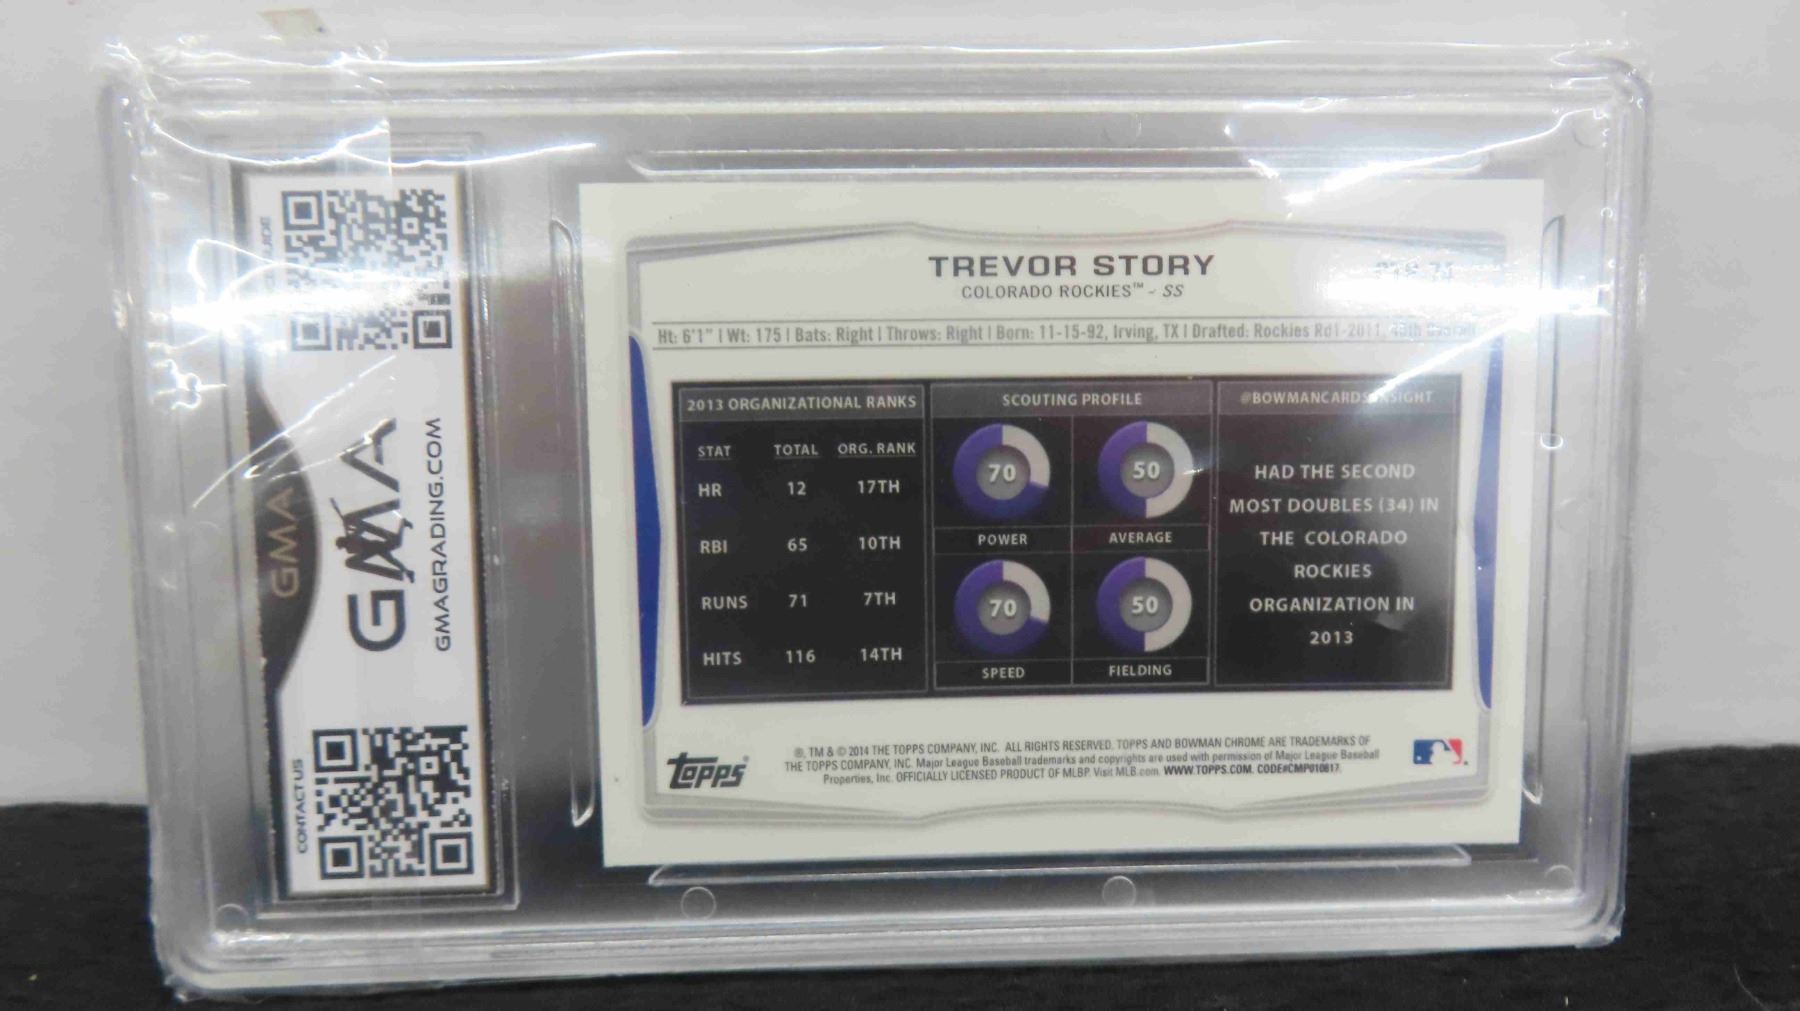 TREVOR STORY
COLORADO ROCKIES™ - SS
Ht: 6'1" | Wt: 175 | Bats: Right | Throws: Right | Born: 11-15-92, Irving, TX | Drafted: Rockies Rd1-2011,
2013 ORGANIZATIONAL RANKS
STAT TOTAL ORG. RANK
HR 12 17TH
RBI 65 10TH
RUNS 71 7TH
HITS 116 14TH
SCOUTING PROFILE
70 50
POWER AVERAGE
70 50
SPEED FIELDING
@BOWMANCARDSINSIGHT
HAD THE SECOND
MOST DOUBLES (34) IN
THE COLORADO
ROCKIES
ORGANIZATION IN
2013
topps®
®, TM & © 2014 THE TOPPS COMPANY, INC. ALL RIGHTS RESERVED. TOPPS AND BOWMAN CHROME ARE TRADEMARKS OF
THE TOPPS COMPANY, INC. Major League Baseball trademarks and copyrights are used with permission of Major League Baseball
Properties, Inc. OFFICIALLY LICENSED PRODUCT OF MLBP. Visit MLB.com. WWW.TOPPS.COM. CODE#CMP010817.
GMA
GMA
GMAGRADING.COM
CONTACT US